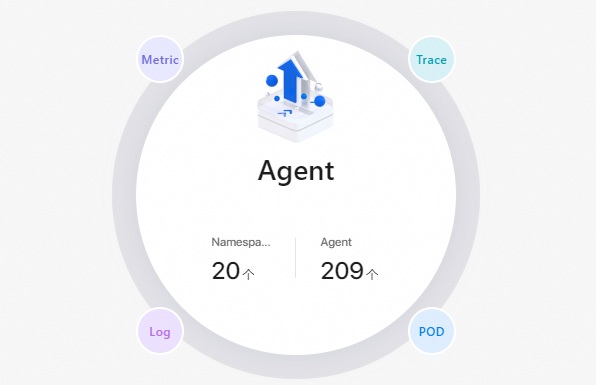 Metric
Trace
Agent
Namespa...
Agent
20个
209个
Log
POD